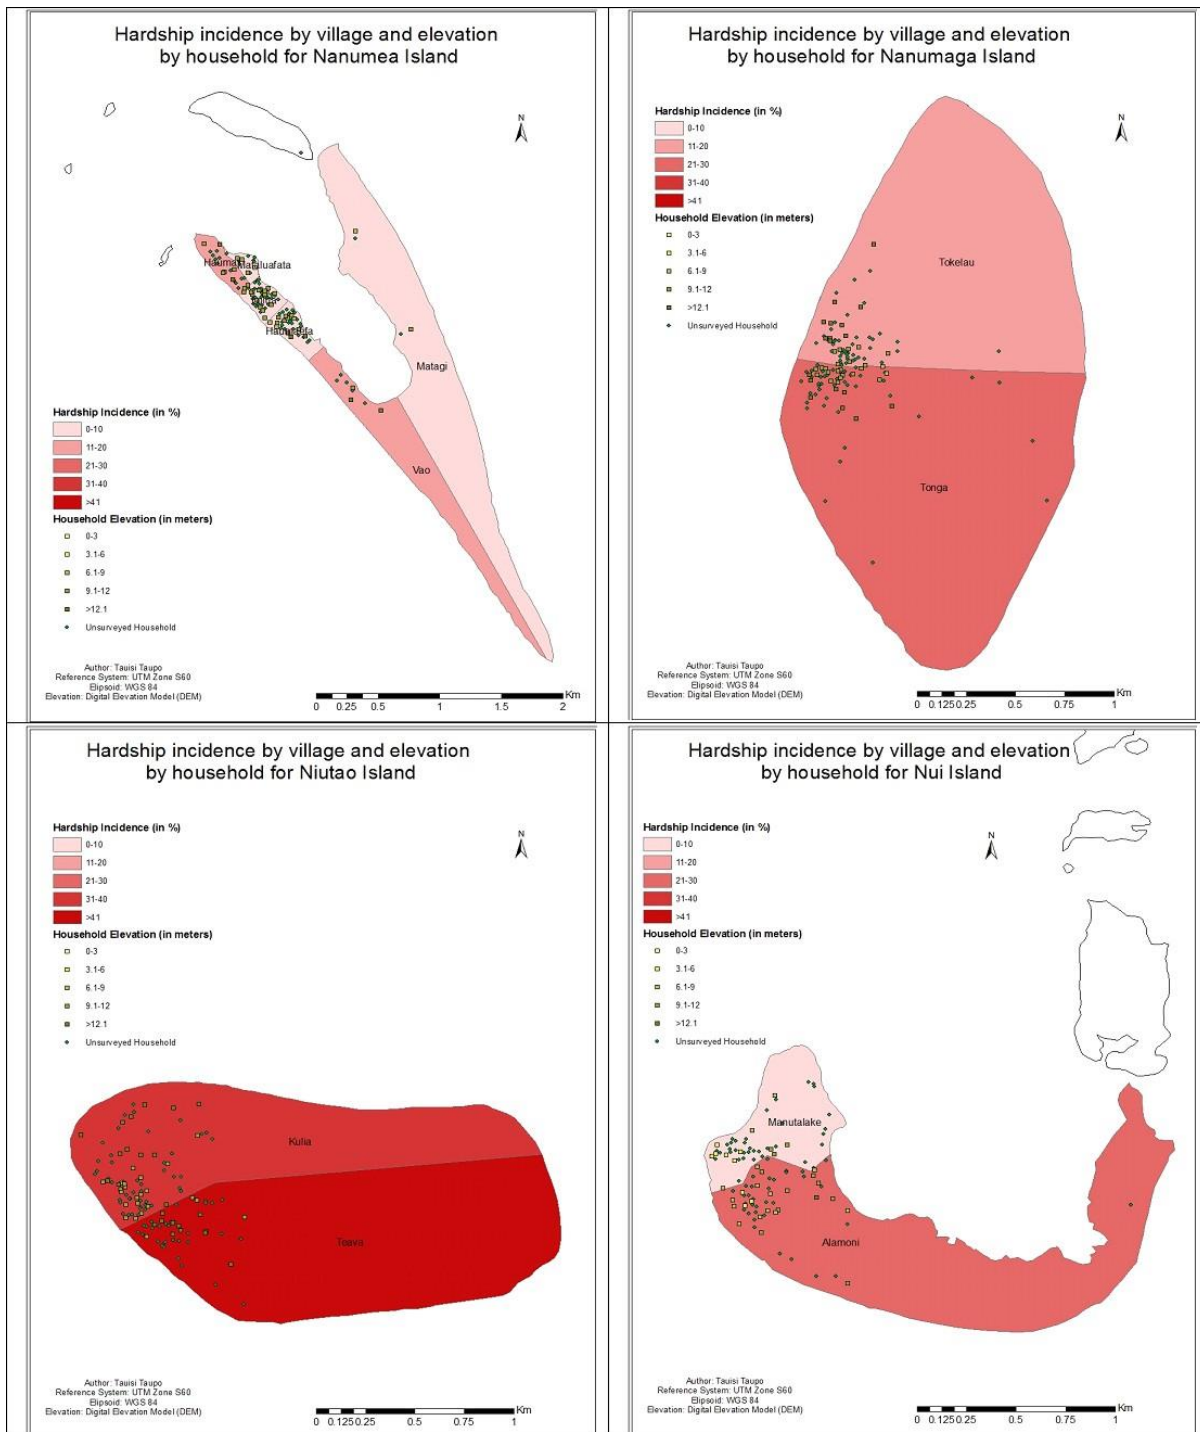 Hardship incidence by village and elevation
by household for Nanumea Island
N
Matagi
Vao
Hardship Incidence (in %)
0-10
11-20
21-30
31-40
>41
Household Elevation (in meters)
0-3
3.1-6
6.1-9
9.1-12
>12.1
Unsurveyed Household
Author: Tauisi Taupo
Reference System: UTM Zone S60
Elipsoid: WGS 84
Elevation: Digital Elevation Model (DEM)
Km
0 0.25 0.5 1 1.5 2
Hardship incidence by village and elevation
by household for Nanumaga Island
N
Hardship Incidence (in %)
0-10
11-20
21-30
31-40
>41
Household Elevation (in meters)
0-3
3.1-6
6.1-9
9.1-12
>12.1
Unsurveyed Household
Tokelau
Tonga
Author: Tauisi Taupo
Reference System: UTM Zone S60
Elipsoid: WGS 84
Elevation: Digital Elevation Model (DEM)
Km
0 0.125 0.25 0.5 0.75 1
Hardship incidence by village and elevation
by household for Niutao Island
N
Hardship Incidence (in %)
0-10
11-20
21-30
31-40
>41
Household Elevation (in meters)
0-3
3.1-6
6.1-9
9.1-12
>12.1
Unsurveyed Household
Kulia
Teava
Author: Tauisi Taupo
Reference System: UTM Zone S60
Elipsoid: WGS 84
Elevation: Digital Elevation Model (DEM)
Km
0 0.125 0.25 0.5 0.75 1
Hardship incidence by village and elevation
by household for Nui Island
N
Hardship Incidence (in %)
0-10
11-20
21-30
31-40
>41
Household Elevation (in meters)
0-3
3.1-6
6.1-9
9.1-12
>12.1
Unsurveyed Household
Manutalake
Alamoni
Author: Tauisi Taupo
Reference System: UTM Zone S60
Elipsoid: WGS 84
Elevation: Digital Elevation Model (DEM)
Km
0 0.125 0.25 0.5 0.75 1